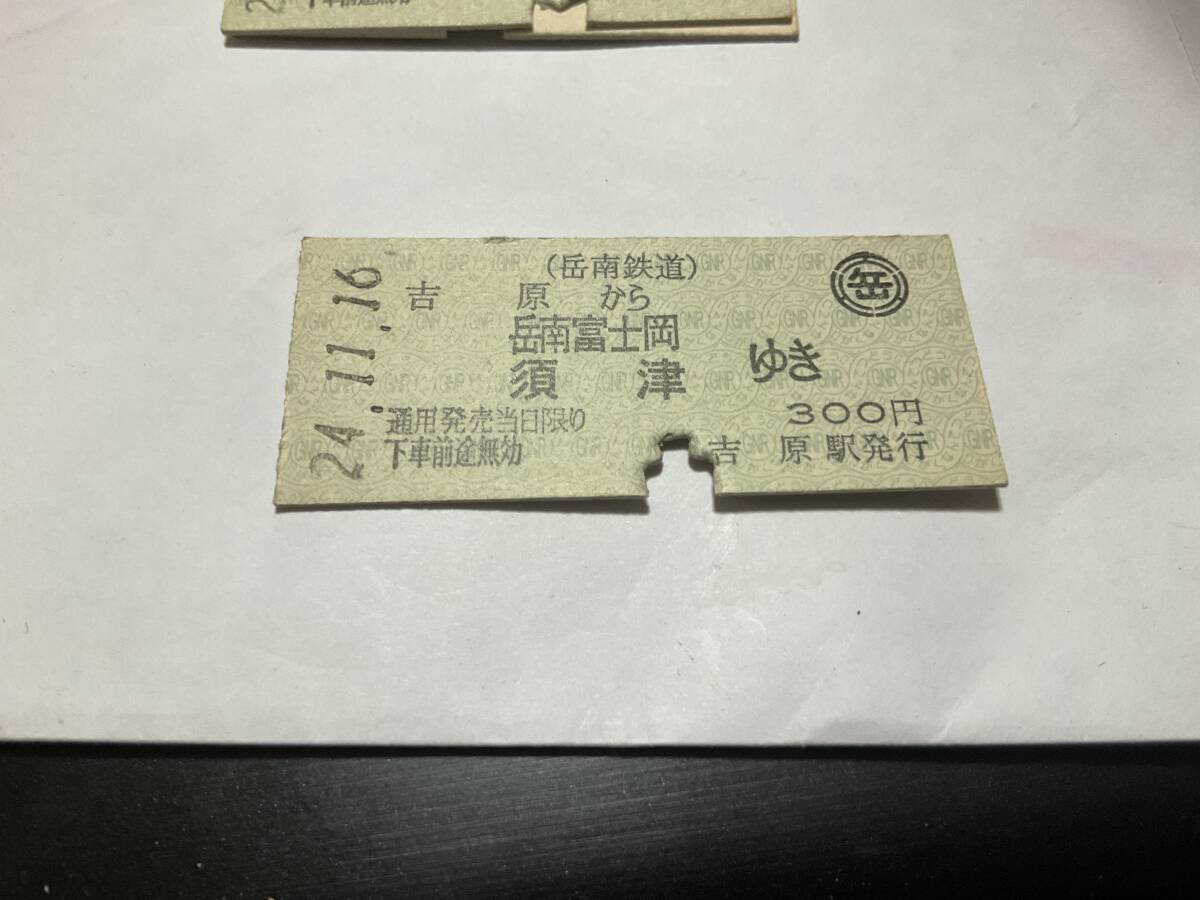 下車前途無効
(岳南鉄道)
岳
吉原から
岳南富士岡
須津ゆき
24.11.16
通用発売当日限り
300円
下車前途無効
吉原駅発行